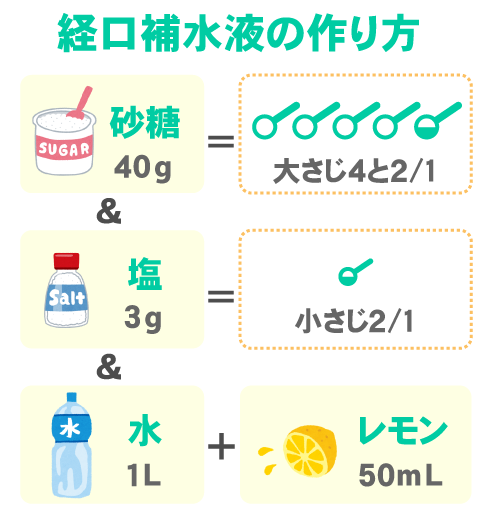 経口補水液の作り方
SUGAR
砂糖
40g
=
大さじ4と2/1
&
Salt
塩
3g
=
小さじ2/1
&
水
水
1L
+
レモン
50mL